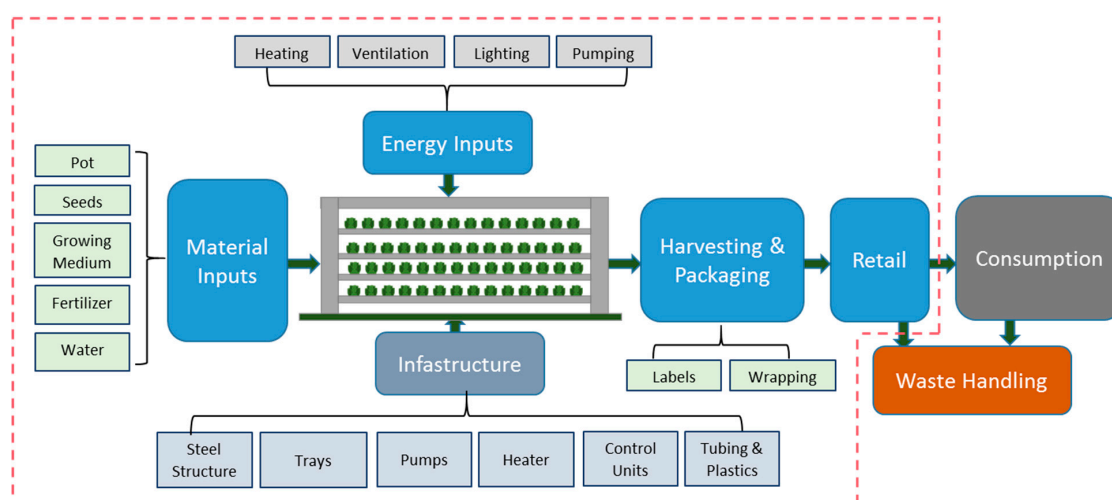 Heating
Ventilation
Lighting
Pumping
Energy Inputs
Pot
Seeds
Growing
Medium
Fertilizer
Water
Material
Inputs
Harvesting &
Packaging
Retail
Consumption
Infastructure
Labels
Wrapping
Waste Handling
Steel
Structure
Trays
Pumps
Heater
Control
Units
Tubing &
Plastics